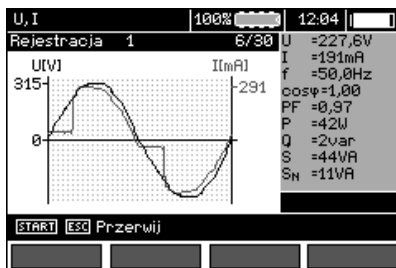 U,I 100% 12:04
Rejestracja 1 6/30
U[V] I[mA]
315 291
0
U =227,6V
I =191mA
f =50,0Hz
cosφ=1,00
PF =0,97
P =42W
Q =2var
S =44VA
SN =11VA
START ESC Przerwij